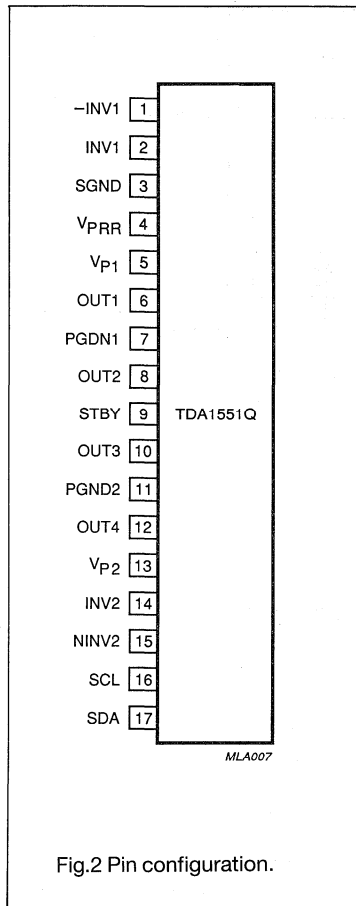 –INV1 1
INV1 2
SGND 3
VPRR 4
VP1 5
OUT1 6
PGDN1 7
OUT2 8
STBY 9 TDA1551Q
OUT3 10
PGND2 11
OUT4 12
VP2 13
INV2 14
NINV2 15
SCL 16
SDA 17
MLA007
Fig.2 Pin configuration.